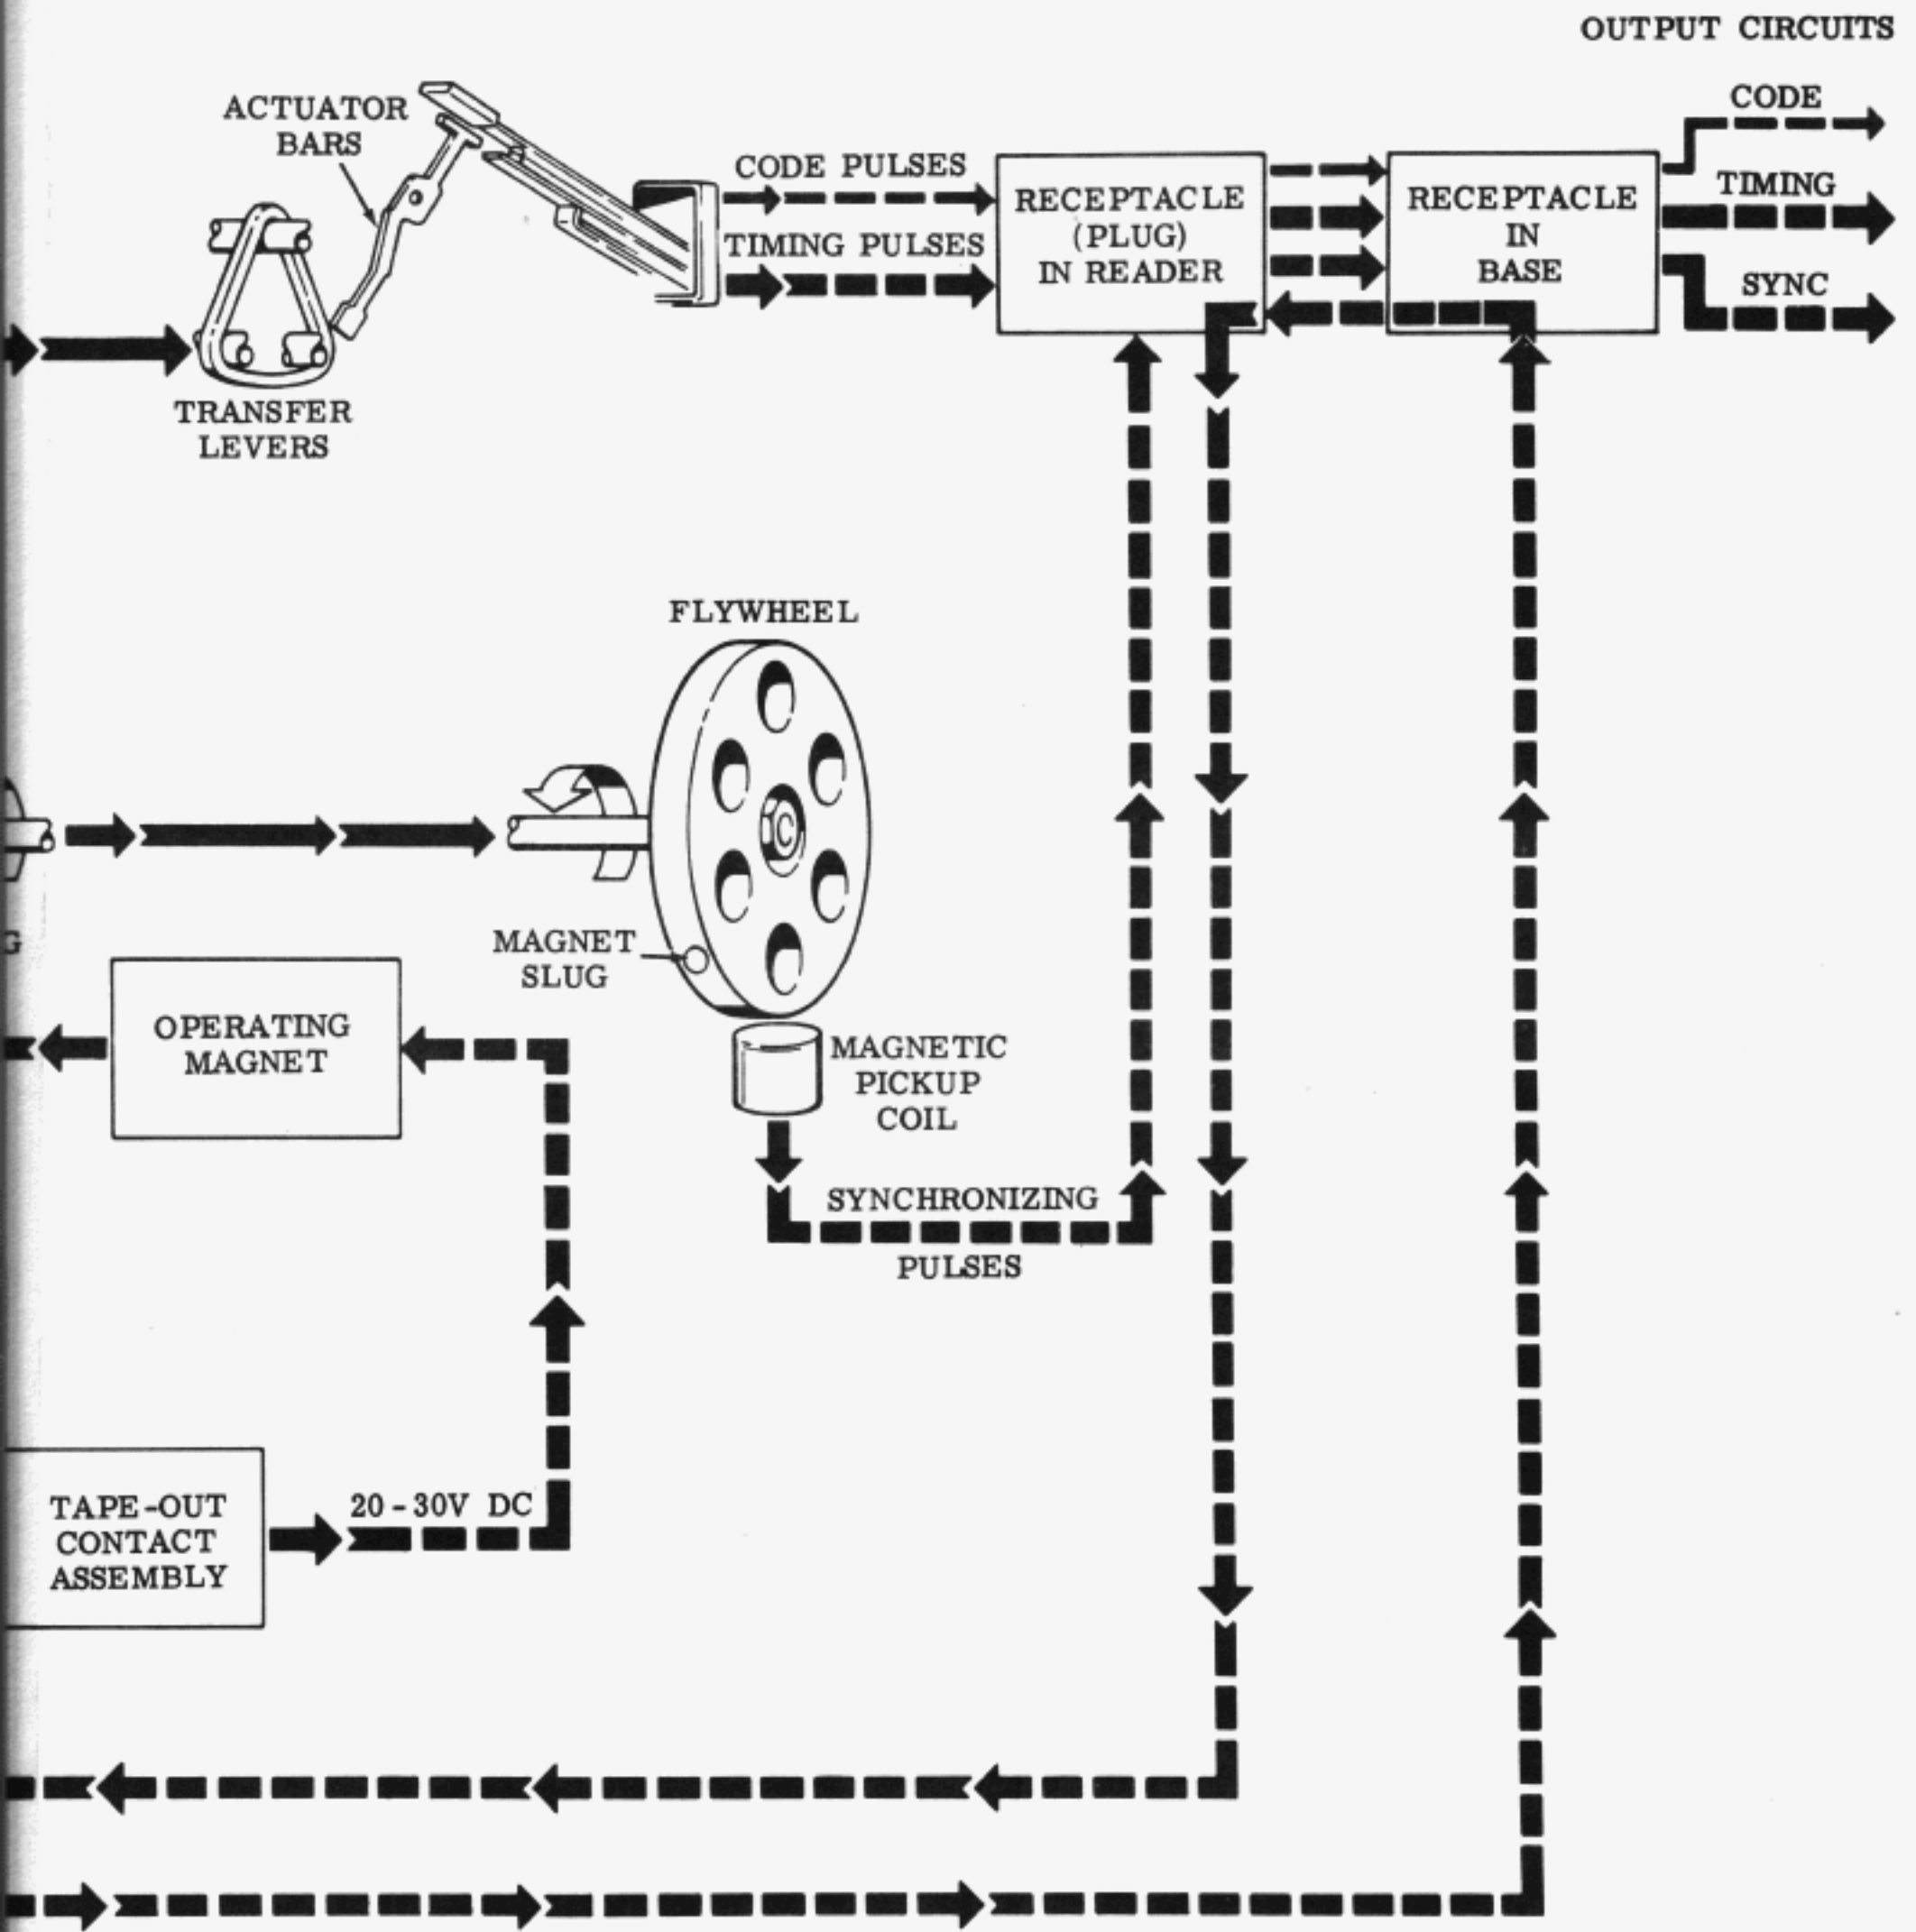 OUTPUT CIRCUITS
ACTUATOR
BARS
CODE PULSES
TIMING PULSES
RECEPTACLE
(PLUG)
IN READER
RECEPTACLE
IN
BASE
CODE
TIMING
SYNC
TRANSFER
LEVERS
FLYWHEEL
G
MAGNET
SLUG
OPERATING
MAGNET
MAGNETIC
PICKUP
COIL
SYNCHRONIZING
PULSES
TAPE-OUT
CONTACT
ASSEMBLY
20-30V DC